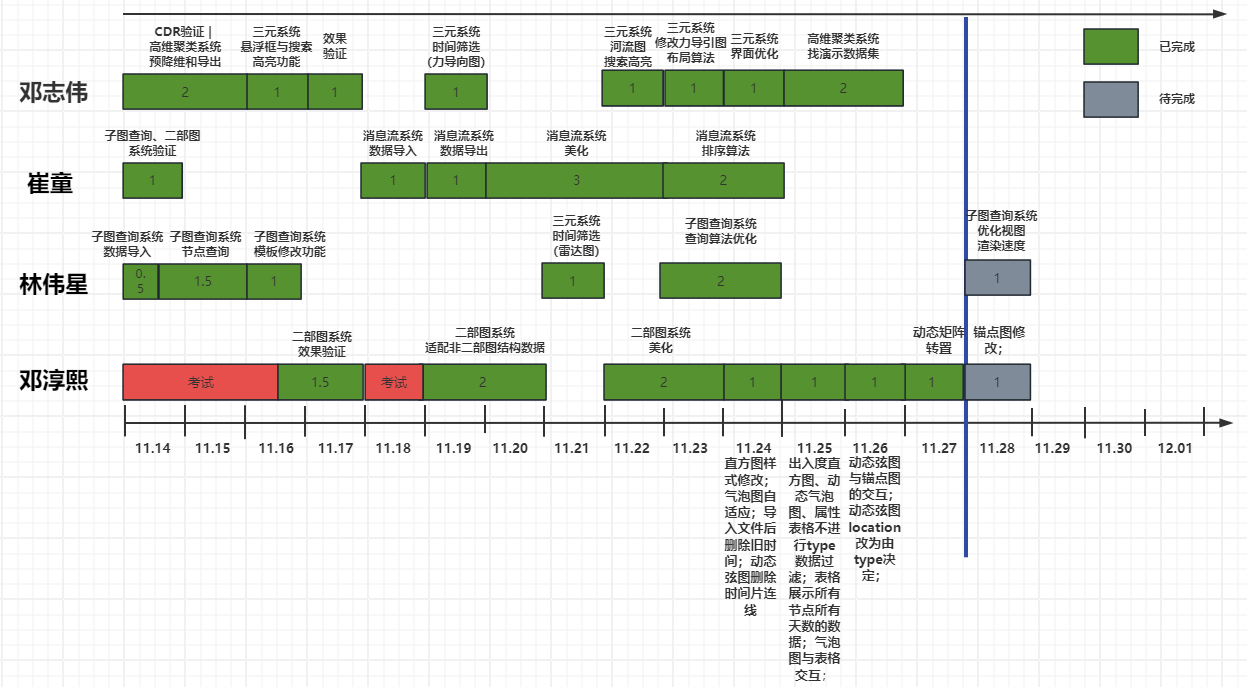 CDR验证 |
高维聚类系统
预降维和导出
三元系统
悬浮框与搜索
高亮功能
效果
验证
三元系统
时间筛选
(力导向图)
三元系统
河流图
搜索高亮
三元系统
修改力导引图
布局算法
三元系统
界面优化
高维聚类系统
找演示数据集
已完成
待完成
邓志伟
2
1
1
1
1
1
1
2
子图查询、二部图
系统验证
消息流系统
数据导入
消息流系统
数据导出
消息流系统
美化
消息流系统
排序算法
崔童
1
1
1
3
2
子图查询系统
数据导入
子图查询系统
节点查询
子图查询系统
模板修改功能
三元系统
时间筛选
(雷达图)
子图查询系统
查询算法优化
子图查询系统
优化视图
渲染速度
林伟星
0.
5
1.5
1
1
2
1
二部图系统
效果验证
二部图系统
适配非二部图结构数据
二部图系统
美化
动态矩阵
转置
锚点图修
改；
邓淳熙
考试
1.5
考试
2
2
1
1
1
1
1
11.14
11.15
11.16
11.17
11.18
11.19
11.20
11.21
11.22
11.23
11.24
11.25
11.26
11.27
11.28
11.29
11.30
12.01
直方图样
式修改；
气泡图自
适应；导
入文件后
删除旧时
间；动态
弦图删除
时间片连
线
出入度直
方图、动
态气泡
图、属性
表格不进
行type
数据过
滤；表格
展示所有
节点所有
天数的数
据；气泡
图与表格
交互；
动态弦图
与锚点图
的交互；
动态弦图
location
改为由
type决
定；